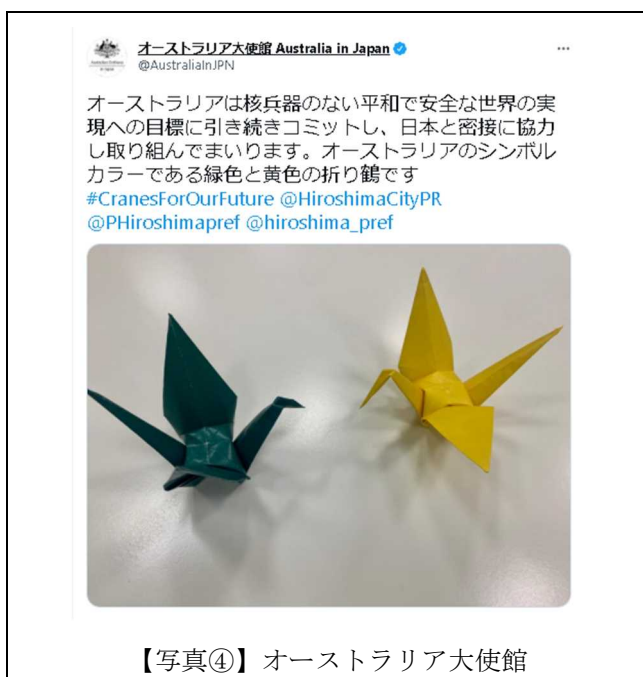 オーストラリア大使館 Australia in Japan
@AustraliaInJPN
オーストラリアは核兵器のない平和で安全な世界の実
現への目標に引き続きコミットし、日本と密接に協力
し取り組んでまいります。オーストラリアのシンボル
カラーである緑色と黄色の折り鶴です
#CranesForOurFuture @HiroshimaCityPR
@PHiroshimapref @hiroshima_pref
【写真④】オーストラリア大使館